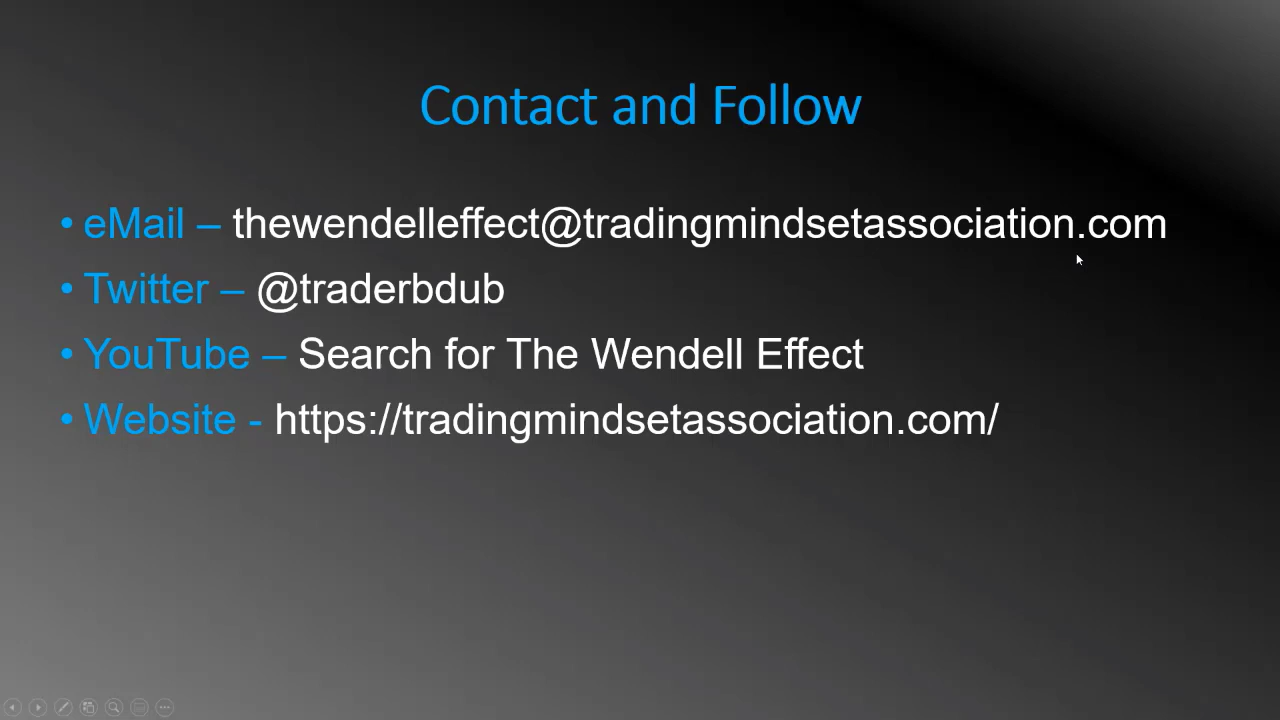 Contact and Follow
• eMail – thewendelleffect@tradingmindsetassociation.com
• Twitter – @traderbdub
• YouTube – Search for The Wendell Effect
• Website - https://tradingmindsetassociation.com/